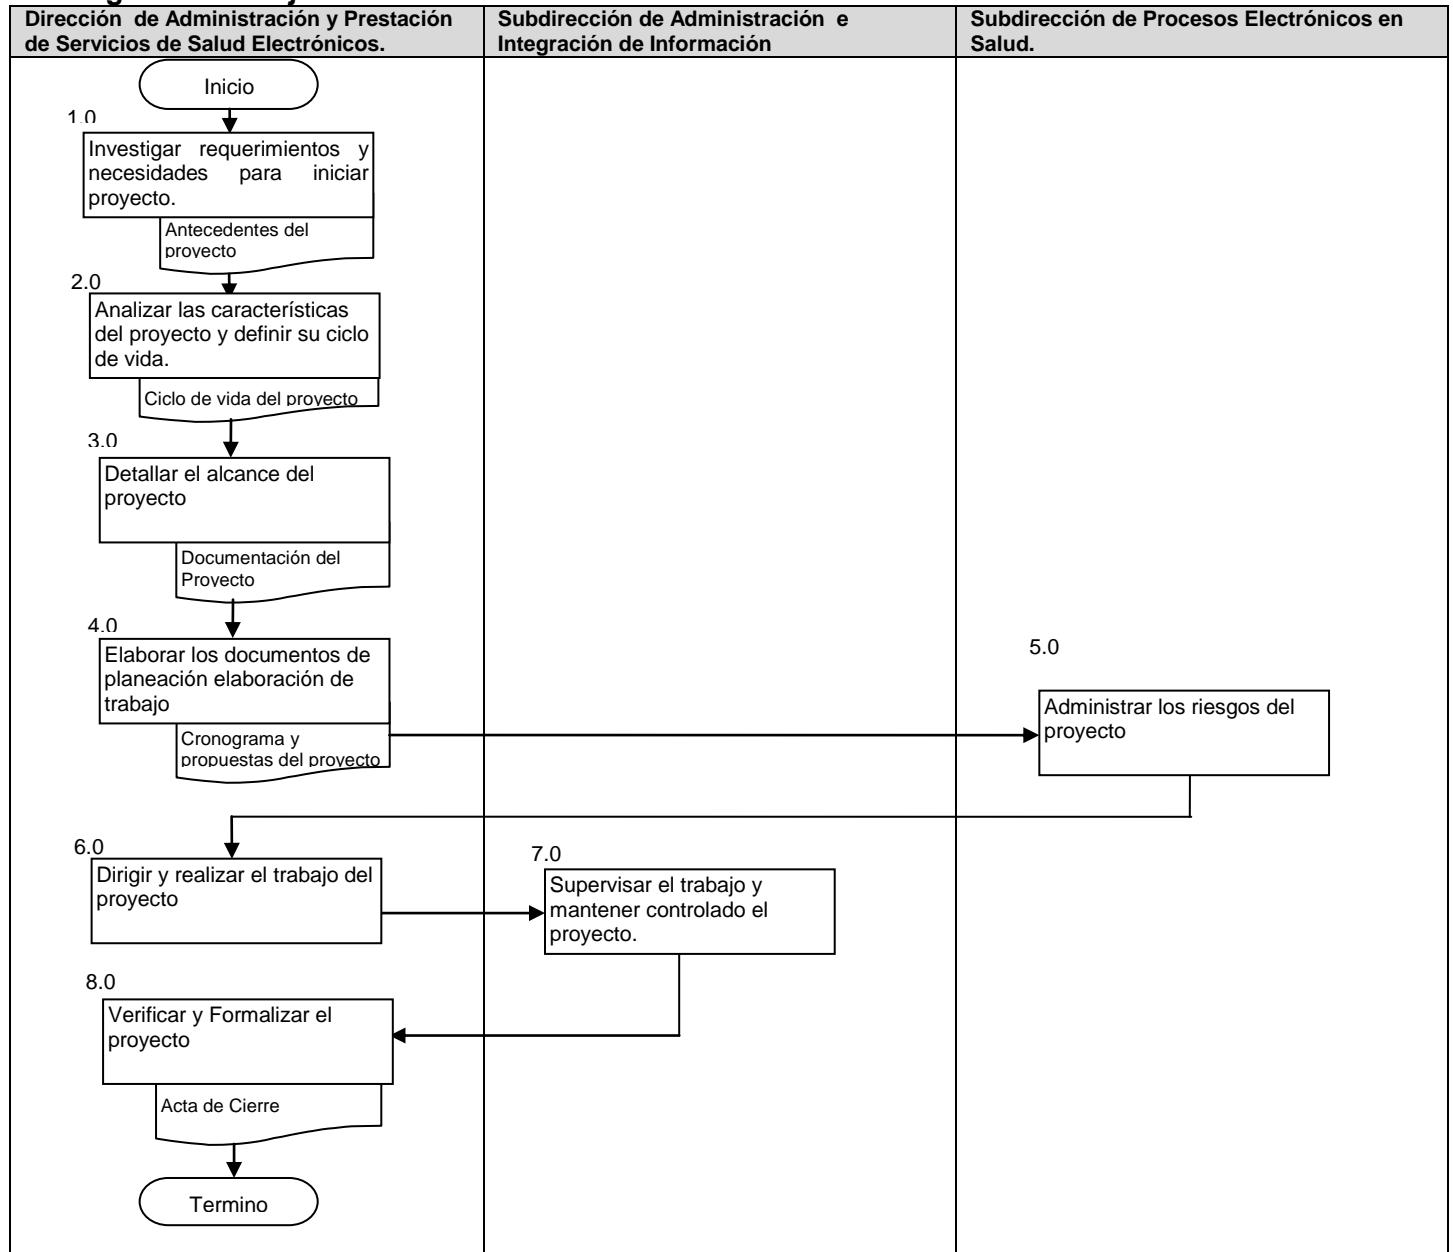 Dirección de Administración y Prestación
de Servicios de Salud Electrónicos.
Subdirección de Administración e
Integración de Información
Subdirección de Procesos Electrónicos en
Salud.
Inicio
1.0
Investigar requerimientos y
necesidades para iniciar
proyecto.
Antecedentes del
proyecto
2.0
Analizar las características
del proyecto y definir su ciclo
de vida.
Ciclo de vida del proyecto
3.0
Detallar el alcance del
proyecto
Documentación del
Proyecto
4.0
Elaborar los documentos de
planeación elaboración de
trabajo
Cronograma y
propuestas del proyecto
5.0
Administrar los riesgos del
proyecto
6.0
Dirigir y realizar el trabajo del
proyecto
7.0
Supervisar el trabajo y
mantener controlado el
proyecto.
8.0
Verificar y Formalizar el
proyecto
Acta de Cierre
Termino